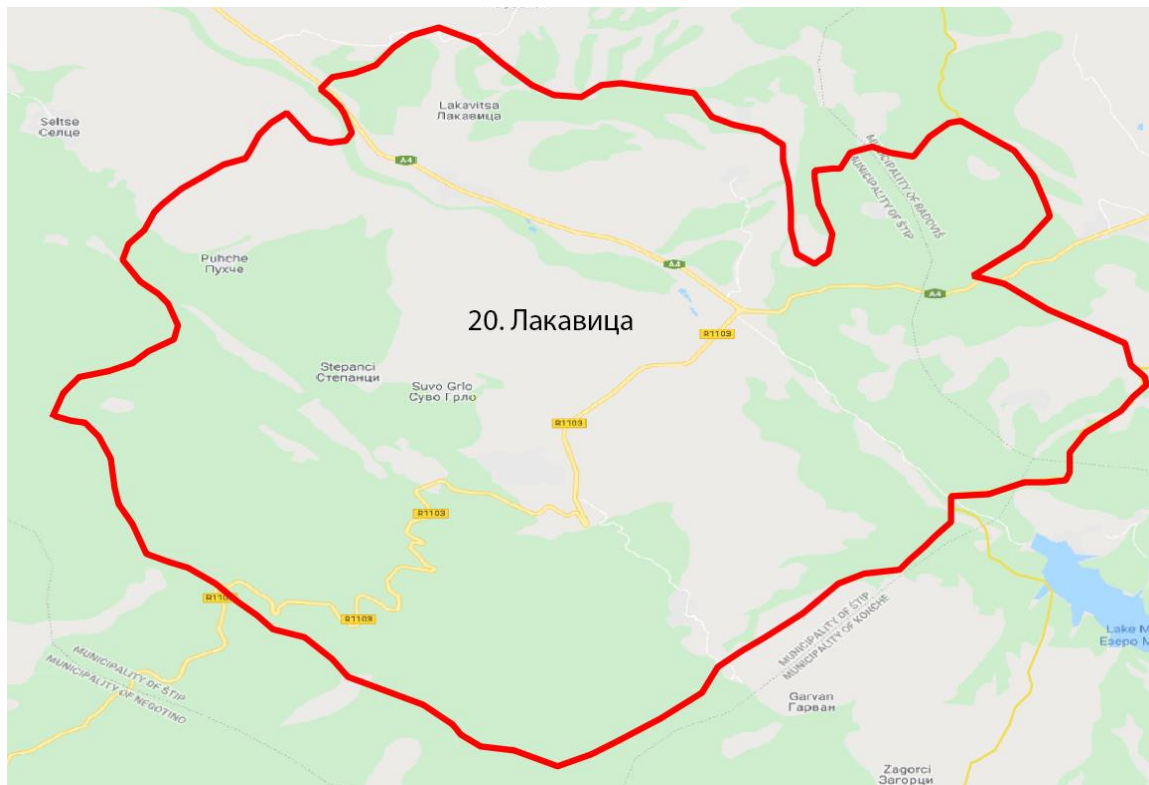 Seltse
Селце
Lakavitsa
Лакавица
A4
MUNICIPALITY OF RADOVIŠ
MUNICIPALITY OF ŠTIP
Puhche
Пухче
A4
A4
20. Лакавица
R1103
Stepanci
Степанци
Suvo Grlo
Суво Грло
R1103
R1103
R1103
MUNICIPALITY OF ŠTIP
MUNICIPALITY OF KONCHE
Lake M
Езеро М
MUNICIPALITY OF ŠTIP
MUNICIPALITY OF NEGOTINO
Garvan
Гарван
Zagorci
Загорци